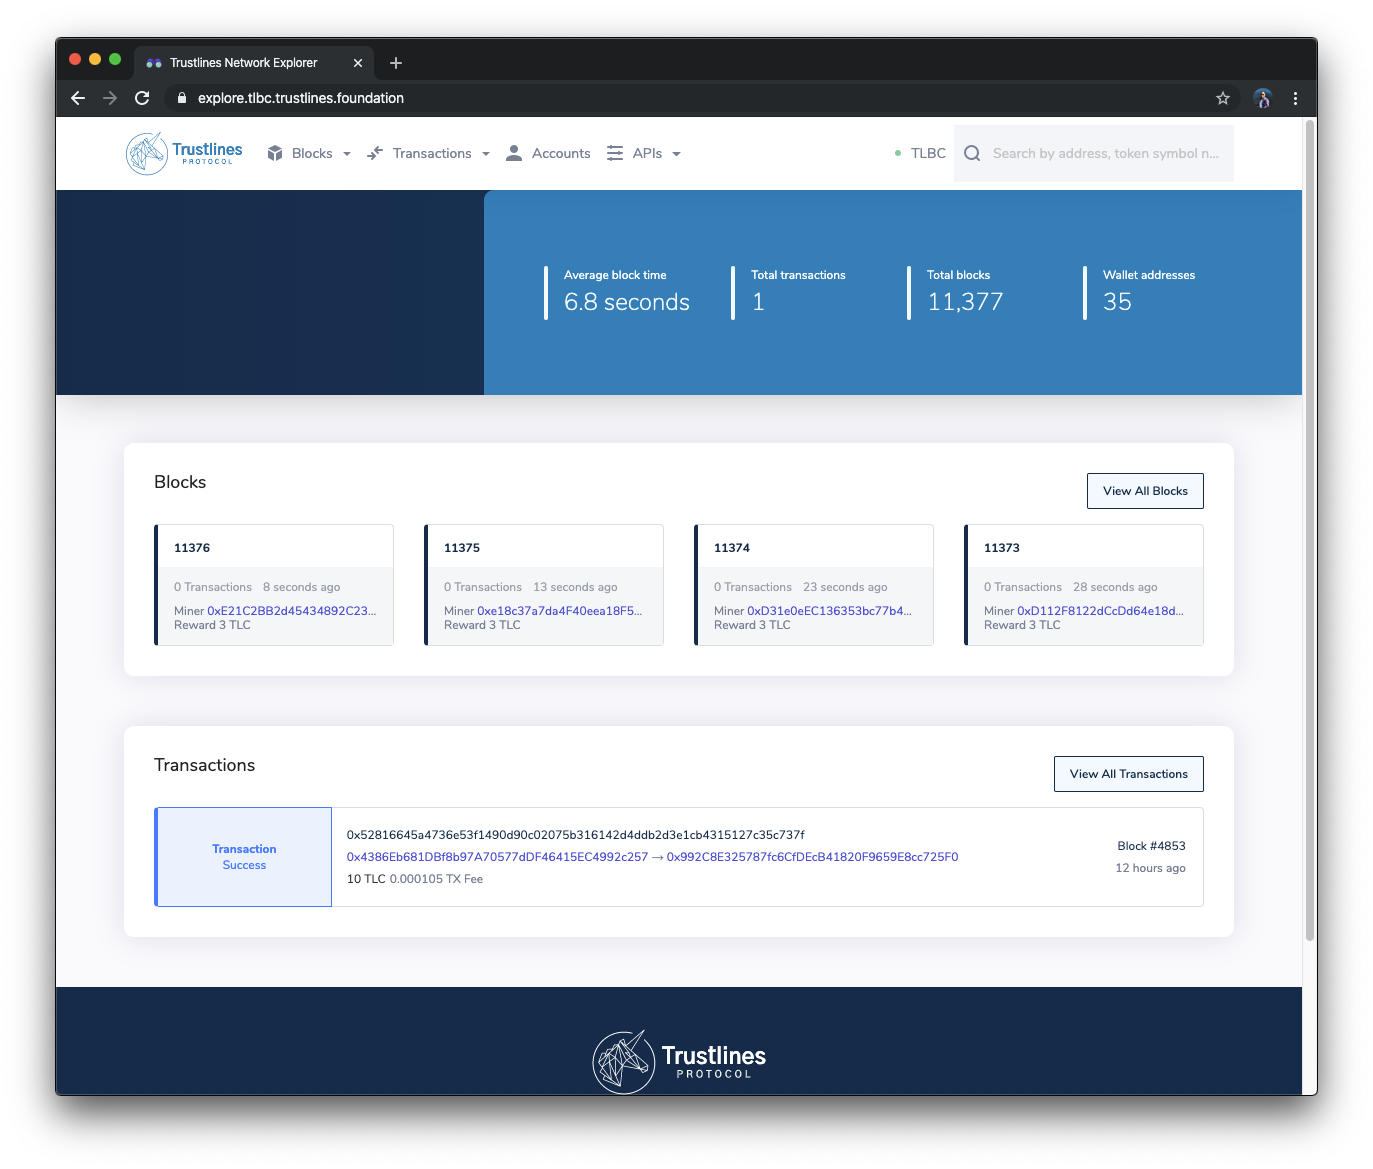 Trustlines Network Explorer
explore.tlbc.trustlines.foundation
Trustlines
PROTOCOL
Blocks
Transactions
Accounts
APIs
TLBC
Search by address, token symbol n...
Average block time
6.8 seconds
Total transactions
1
Total blocks
11,377
Wallet addresses
35
Blocks
View All Blocks
11376
0 Transactions 8 seconds ago
Miner 0xE21C2BB2d45434892C23...
Reward 3 TLC
11375
0 Transactions 13 seconds ago
Miner 0xe18c37a7da4F40eea18F5...
Reward 3 TLC
11374
0 Transactions 23 seconds ago
Miner 0xD31e0eEC136353bc77b4...
Reward 3 TLC
11373
0 Transactions 28 seconds ago
Miner 0xD112F8122dCcDd64e18d...
Reward 3 TLC
Transactions
View All Transactions
Transaction
Success
0x52816645a4736e53f1490d90c02075b316142d4ddb2d3e1cb4315127c35c737f
0x4386Eb681DBf8b97A70577dDF46415EC4992c257 → 0x992C8E325787fc6CfDEcB41820F9659E8cc725F0
10 TLC 0.000105 TX Fee
Block #4853
12 hours ago
Trustlines
PROTOCOL